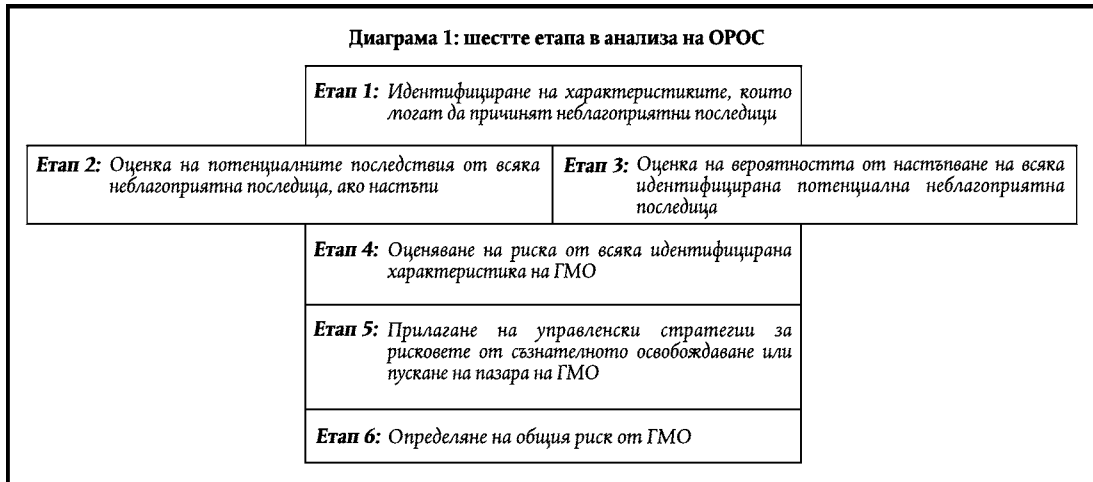 Диаграма 1: шестте етапа в анализа на ОРОС
Етап 1: Идентифициране на характеристиките, които
могат да причинят неблагоприятни последици
Етап 2: Оценка на потенциалните последствия от всяка
неблагоприятна последица, ако настъпи
Етап 3: Оценка на вероятността от настъпване на всяка
идентифицирана потенциална неблагоприятна
последица
Етап 4: Оценяване на риска от всяка идентифицирана
характеристика на ГМО
Етап 5: Прилагане на управленски стратегии за
рисковете от съзнателното освобождаване или
пускане на пазара на ГМО
Етап 6: Определяне на общия риск от ГМО